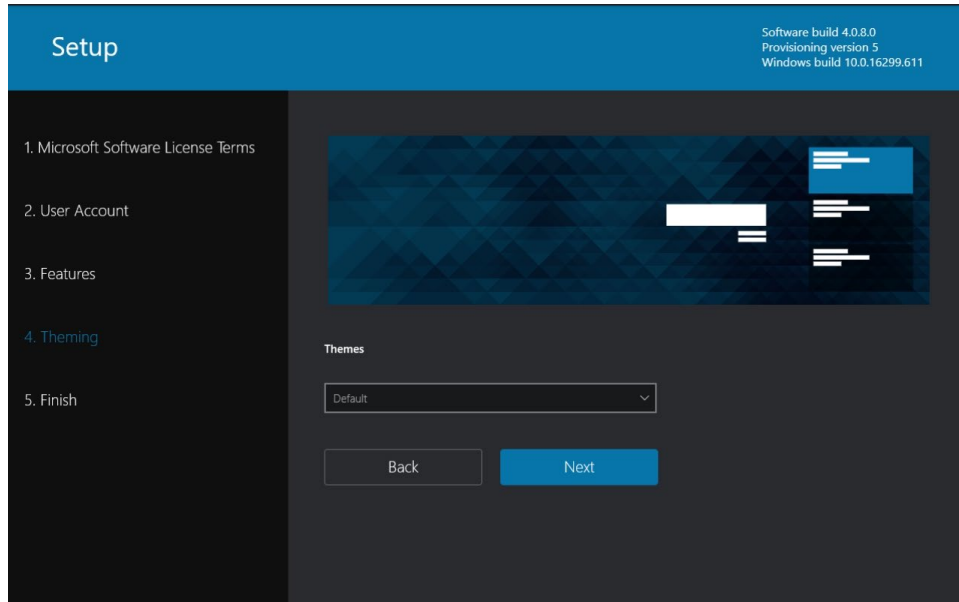 Setup
Software build 4.0.8.0
Provisioning version 5
Windows build 10.0.16299.611
1. Microsoft Software License Terms
2. User Account
3. Features
4. Theming
5. Finish
Themes
Default
Back
Next